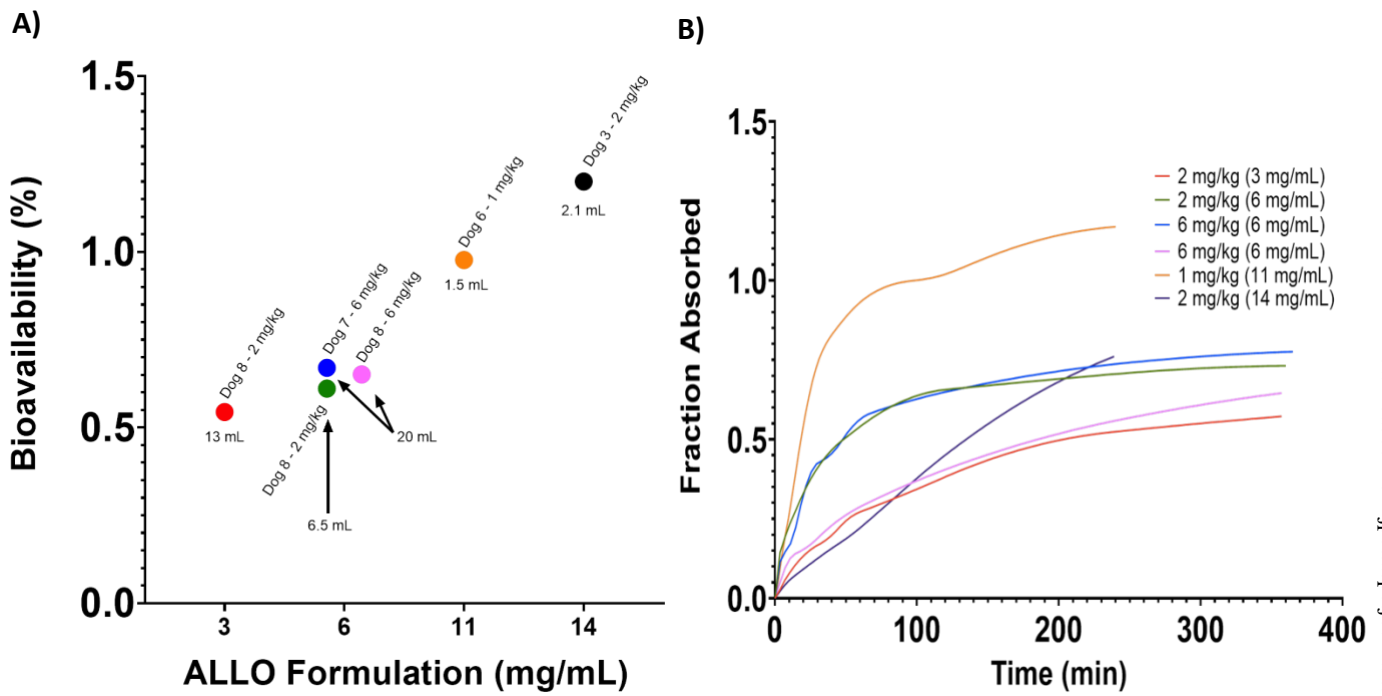 A)
Bioavailability (%)
1.5
1.0
0.5
0.0
Dog 8 - 2 mg/kg
13 mL
Dog 7 - 6 mg/kg
Dog 8 - 6 mg/kg
Dog 8 - 2 mg/kg
20 mL
6.5 mL
Dog 6 - 1 mg/kg
1.5 mL
Dog 3 - 2 mg/kg
2.1 mL
3
6
11
14
ALLO Formulation (mg/mL)
B)
Fraction Absorbed
1.5
1.0
0.5
0.0
2 mg/kg (3 mg/mL)
2 mg/kg (6 mg/mL)
6 mg/kg (6 mg/mL)
6 mg/kg (6 mg/mL)
1 mg/kg (11 mg/mL)
2 mg/kg (14 mg/mL)
0
100
200
300
400
Time (min)